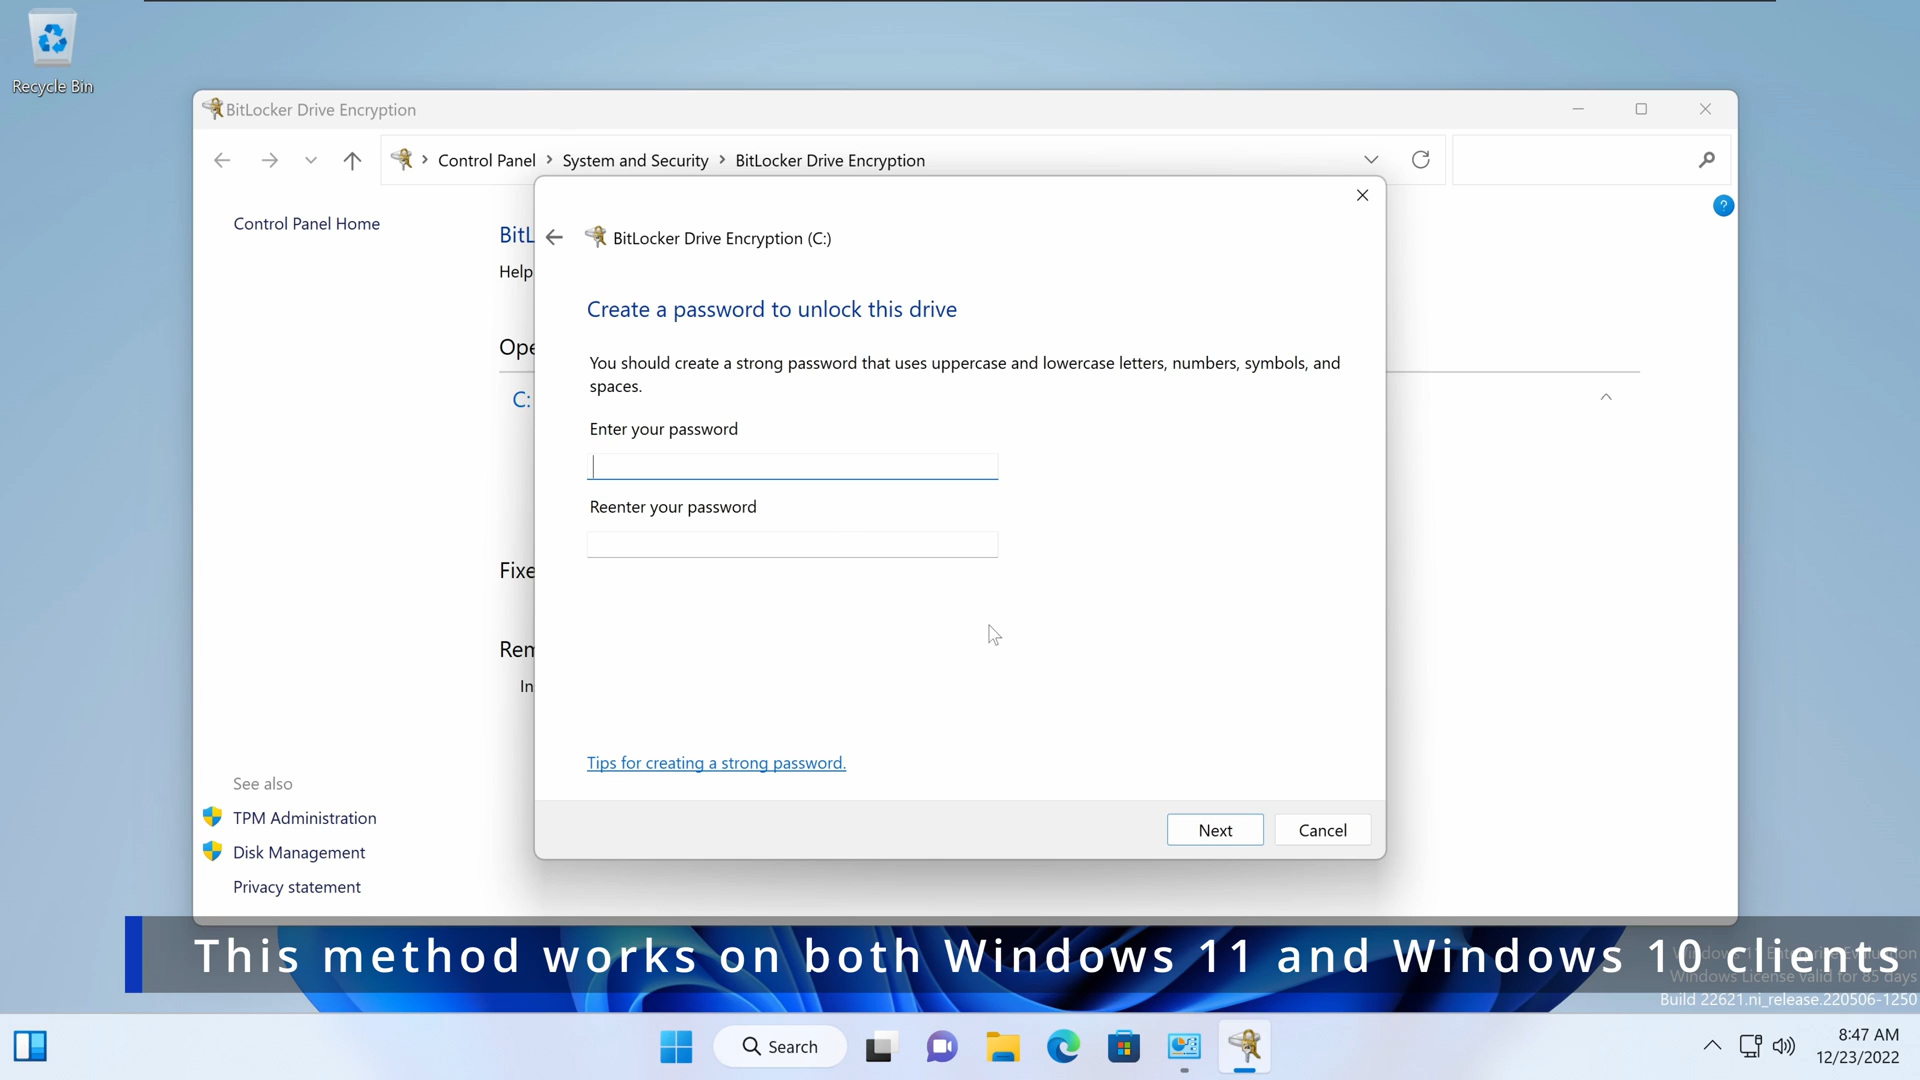 Recycle Bin
BitLocker Drive Encryption
Control Panel > System and Security > BitLocker Drive Encryption
Control Panel Home
BitL
Help
Ope
C:
Fixe
Rem
In
BitLocker Drive Encryption (C:)
Create a password to unlock this drive
You should create a strong password that uses uppercase and lowercase letters, numbers, symbols, and
spaces.
Enter your password
Reenter your password
Tips for creating a strong password.
Next
Cancel
See also
TPM Administration
Disk Management
Privacy statement
This method works on both Windows 11 and Windows 10 clients
Windows License valid for 85 days
Build 22621.ni_release.220506-1250
Search
8:47 AM
12/23/2022